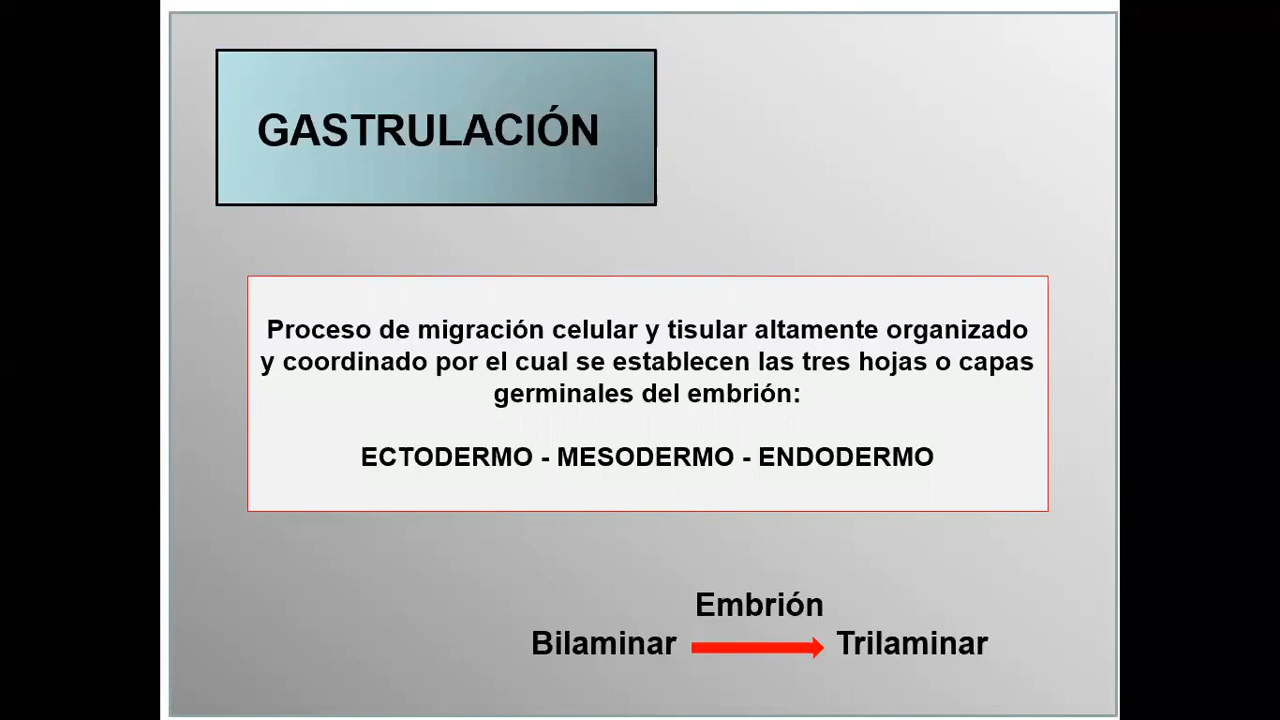 GASTRULACIÓN
Proceso de migración celular y tisular altamente organizado
y coordinado por el cual se establecen las tres hojas o capas
germinales del embrión:
ECTODERMO - MESODERMO - ENDODERMO
Embrión
Bilaminar Trilaminar